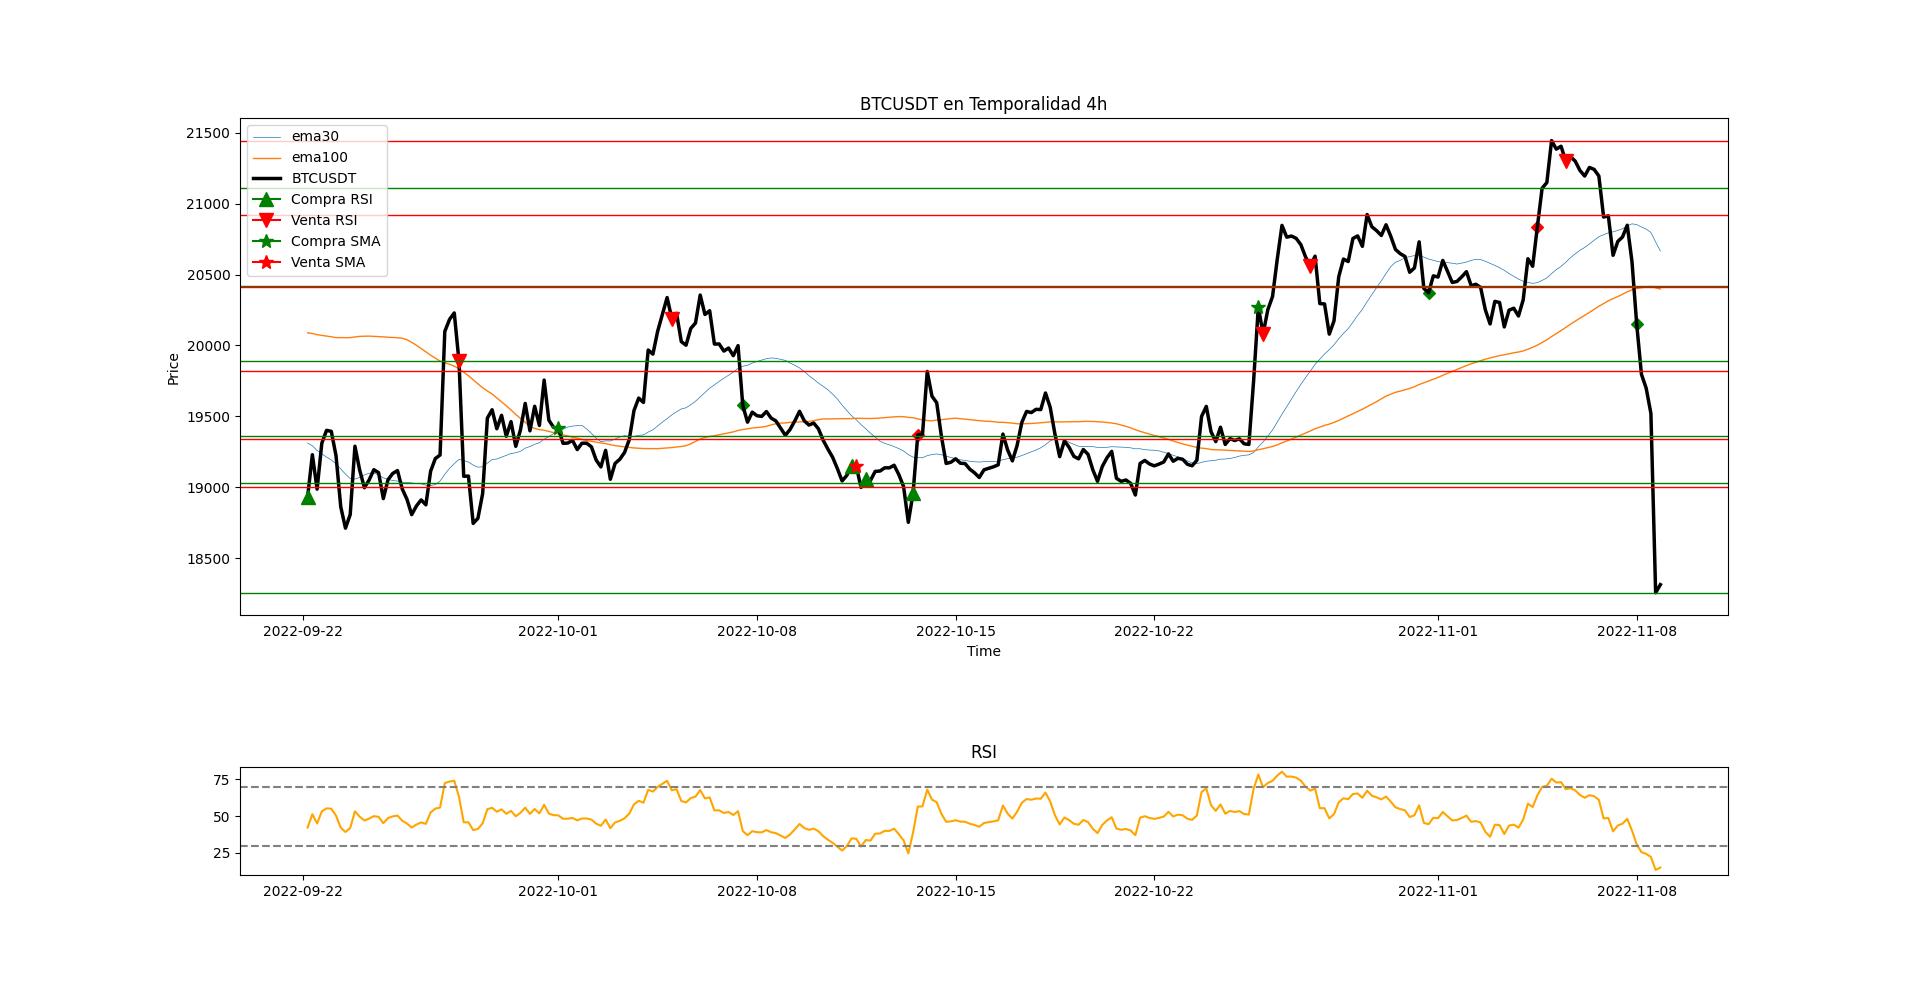 BTCUSDT en Temporalidad 4h
ema30
ema100
BTCUSDT
Compra RSI
Venta RSI
Compra SMA
Venta SMA
21500
21000
20500
20000
19500
19000
18500
Price
2022-09-22 2022-10-01 2022-10-08 2022-10-15 2022-10-22 2022-11-01 2022-11-08
Time
RSI
75
50
25
2022-09-22 2022-10-01 2022-10-08 2022-10-15 2022-10-22 2022-11-01 2022-11-08